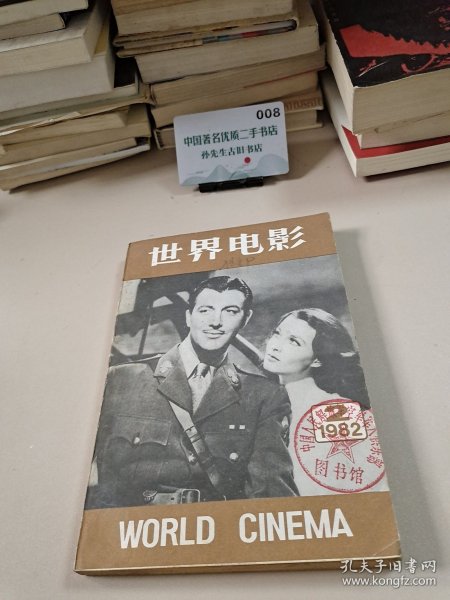 008
中国著名优质二手书店
孙先生古旧书店
世界电影
2
1982
图书馆
WORLD CINEMA
孔夫子旧书网
www.kongfz.com